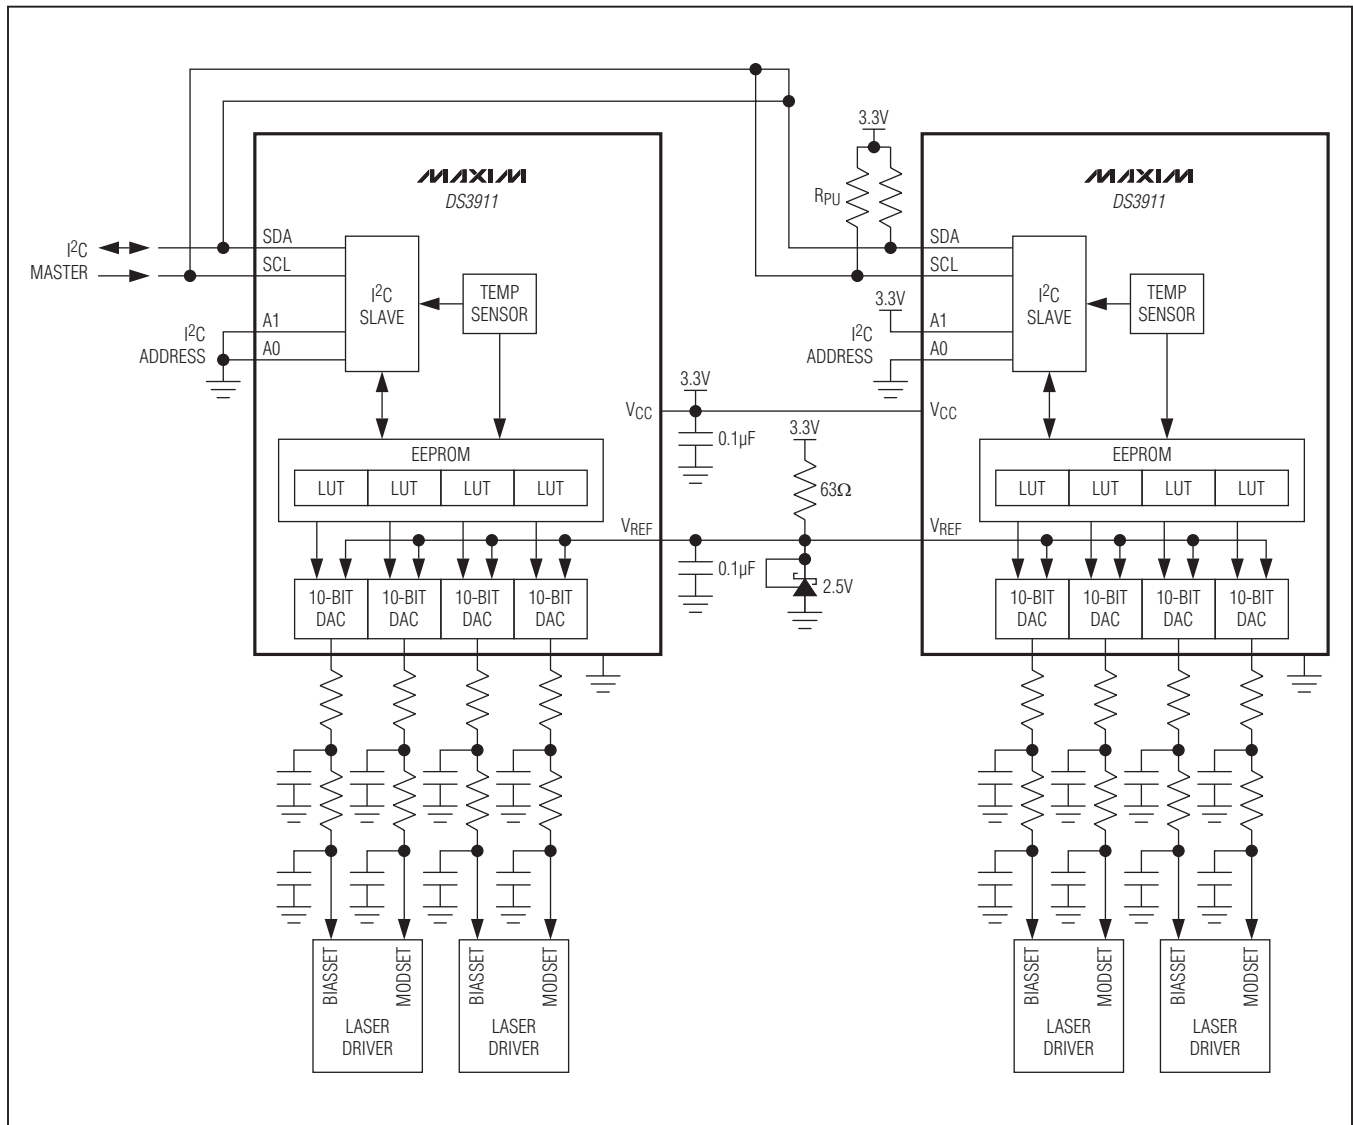 MAXIM
DS3911
I2C
MASTER
SDA
SCL
I2C
ADDRESS
A1
A0
I2C
SLAVE
TEMP
SENSOR
EEPROM
LUT LUT LUT LUT
VCC
VREF
10-BIT
DAC
10-BIT
DAC
10-BIT
DAC
10-BIT
DAC
3.3V
0.1µF
3.3V
63Ω
0.1µF
2.5V
3.3V
RPU
MAXIM
DS3911
SDA
SCL
3.3V
I2C
ADDRESS
A1
A0
I2C
SLAVE
TEMP
SENSOR
VCC
EEPROM
LUT LUT LUT LUT
VREF
10-BIT
DAC
10-BIT
DAC
10-BIT
DAC
10-BIT
DAC
BIASSET
MODSET
LASER
DRIVER
BIASSET
MODSET
LASER
DRIVER
BIASSET
MODSET
LASER
DRIVER
BIASSET
MODSET
LASER
DRIVER